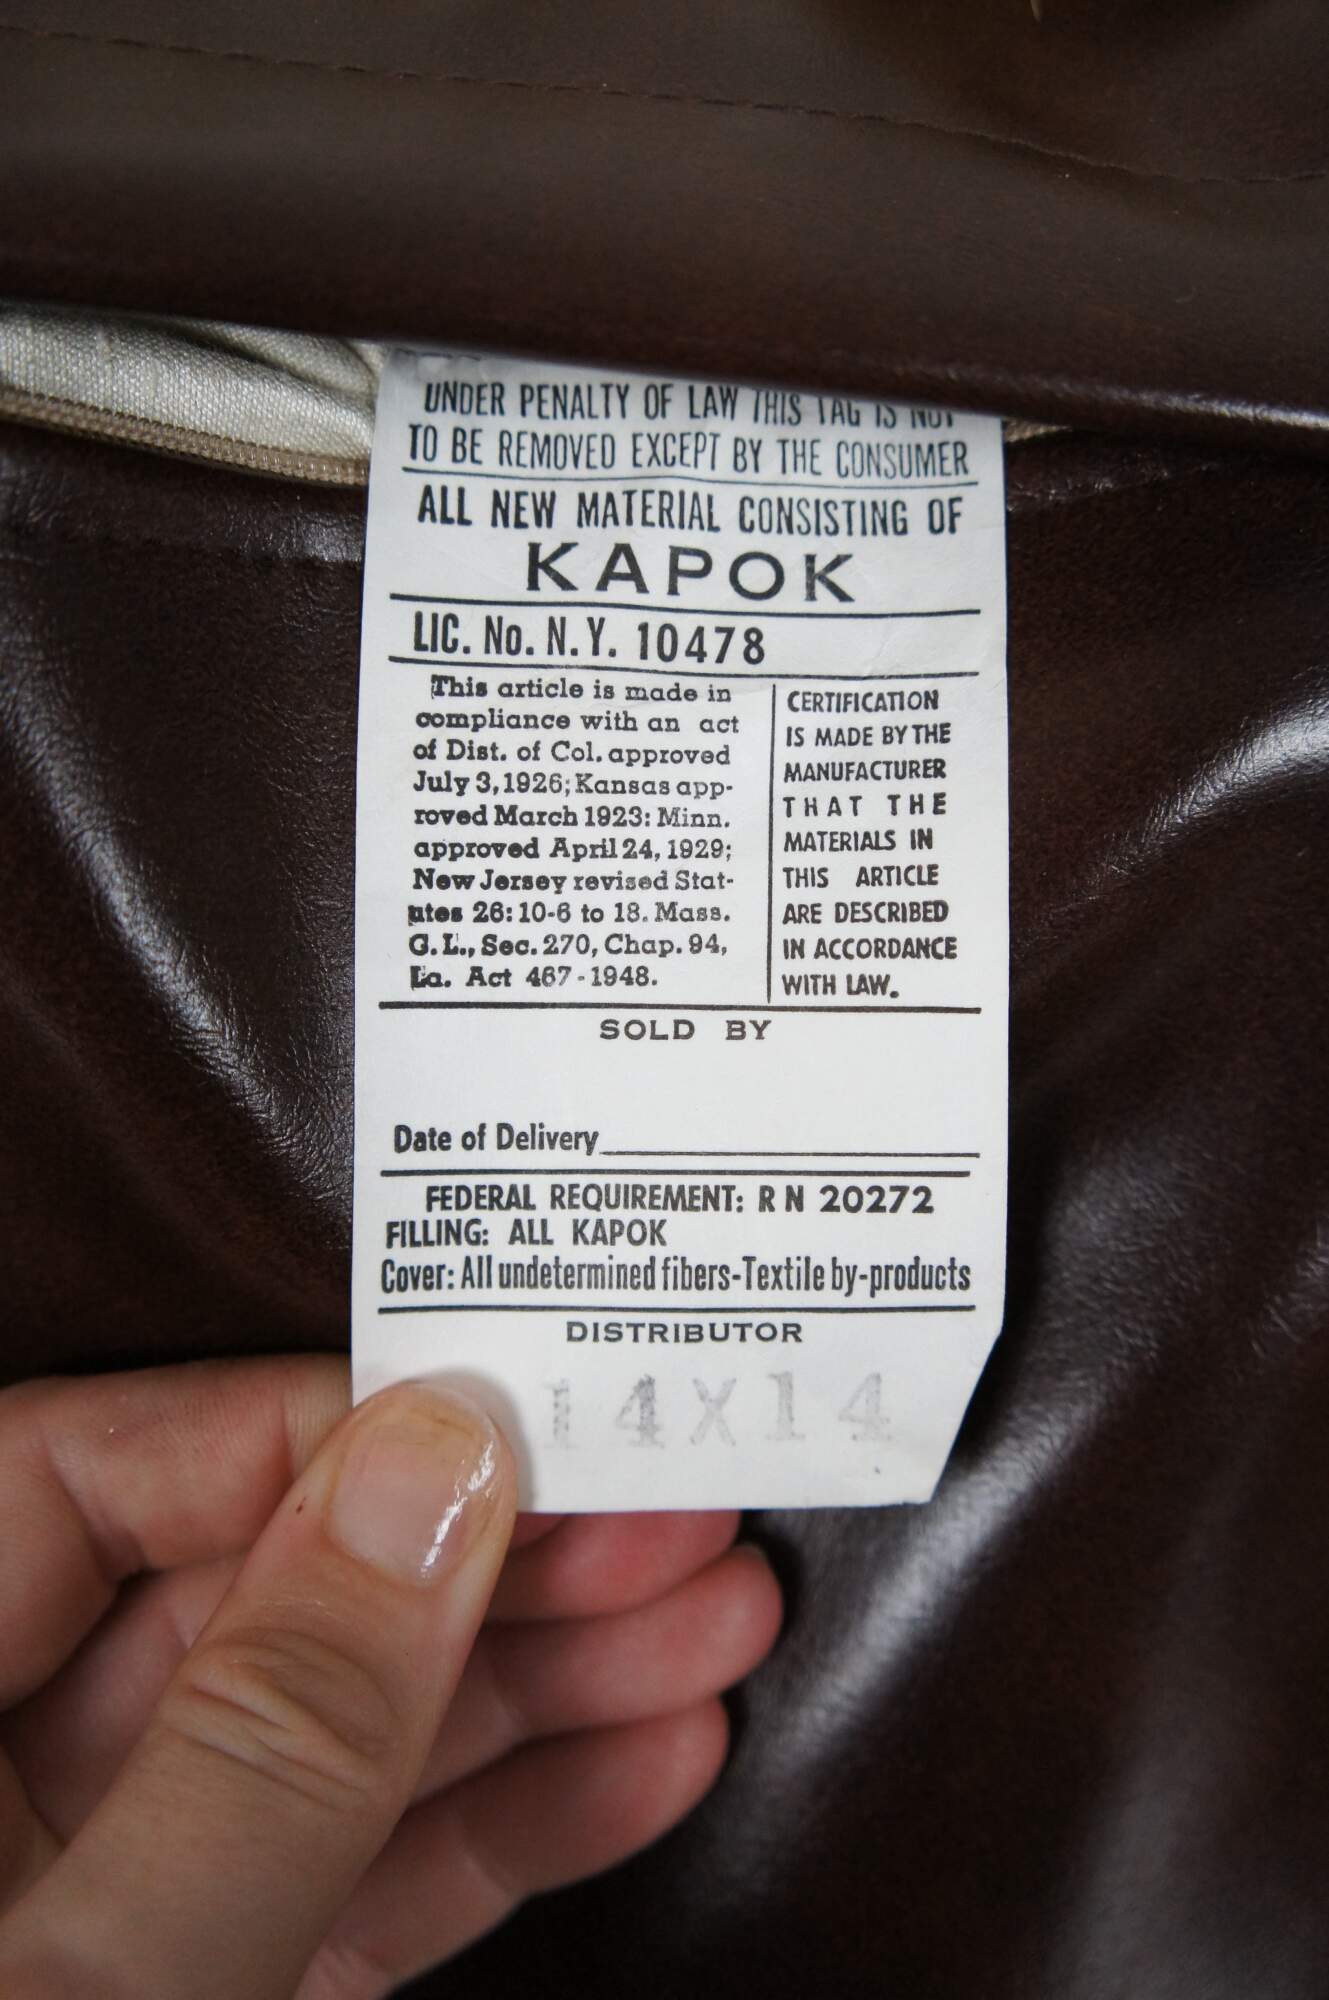 UNDER PENALTY OF LAW THIS TAG IS NOT
TO BE REMOVED EXCEPT BY THE CONSUMER
ALL NEW MATERIAL CONSISTING OF
KAPOK
LIC. No. N.Y. 10478
This article is made in
compliance with an act
of Dist. of Col. approved
July 3, 1926; Kansas app-
roved March 1923: Minn.
approved April 24, 1929;
New Jersey revised Stat-
utes 26: 10-6 to 18. Mass.
G. L., Sec. 270, Chap. 94,
La. Act 467-1948.
CERTIFICATION
IS MADE BY THE
MANUFACTURER
THAT THE
MATERIALS IN
THIS ARTICLE
ARE DESCRIBED
IN ACCORDANCE
WITH LAW.
SOLD BY
Date of Delivery
FEDERAL REQUIREMENT: R N 20272
FILLING: ALL KAPOK
Cover: All undetermined fibers-Textile by-products
DISTRIBUTOR
14X14